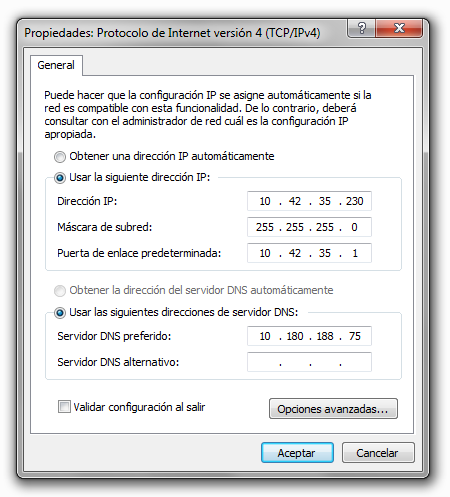 Propiedades: Protocolo de Internet versión 4 (TCP/IPv4)
General
Puede hacer que la configuración IP se asigne automáticamente si la
red es compatible con esta funcionalidad. De lo contrario, deberá
consultar con el administrador de red cuál es la configuración IP
apropiada.
Obtener una dirección IP automáticamente
Usar la siguiente dirección IP:
Dirección IP: 10 . 42 . 35 . 230
Máscara de subred: 255 . 255 . 255 . 0
Puerta de enlace predeterminada: 10 . 42 . 35 . 1
Obtener la dirección del servidor DNS automáticamente
Usar las siguientes direcciones de servidor DNS:
Servidor DNS preferido: 10 . 180 . 188 . 75
Servidor DNS alternativo: . . .
Validar configuración al salir
Opciones avanzadas...
Aceptar Cancelar